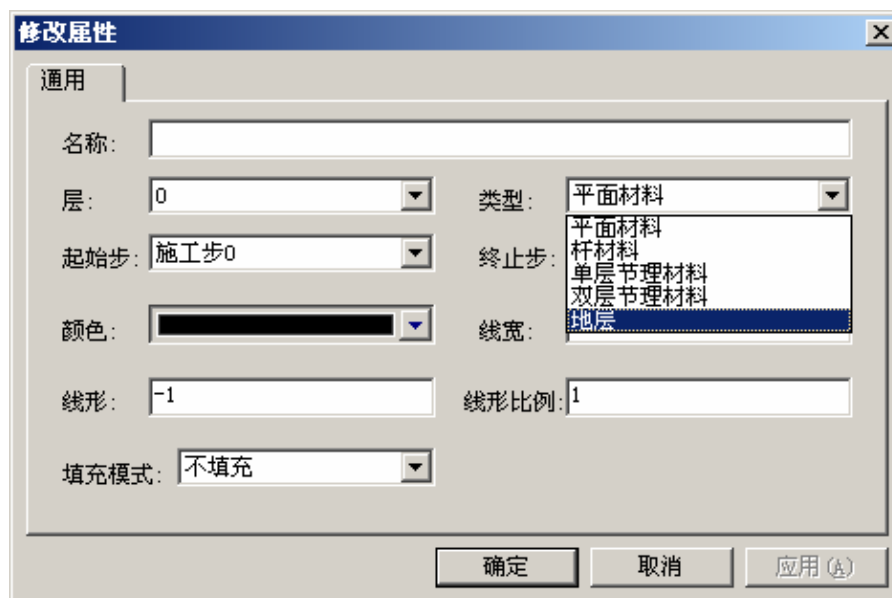 修改属性
通用
名称:
层: 0 类型: 平面材料
平面材料
杆材料
单层节理材料
双层节理材料
地层
起始步: 施工步0 终止步:
颜色: 线宽:
线形: -1 线形比例: 1
填充模式: 不填充
确定 取消 应用(A)